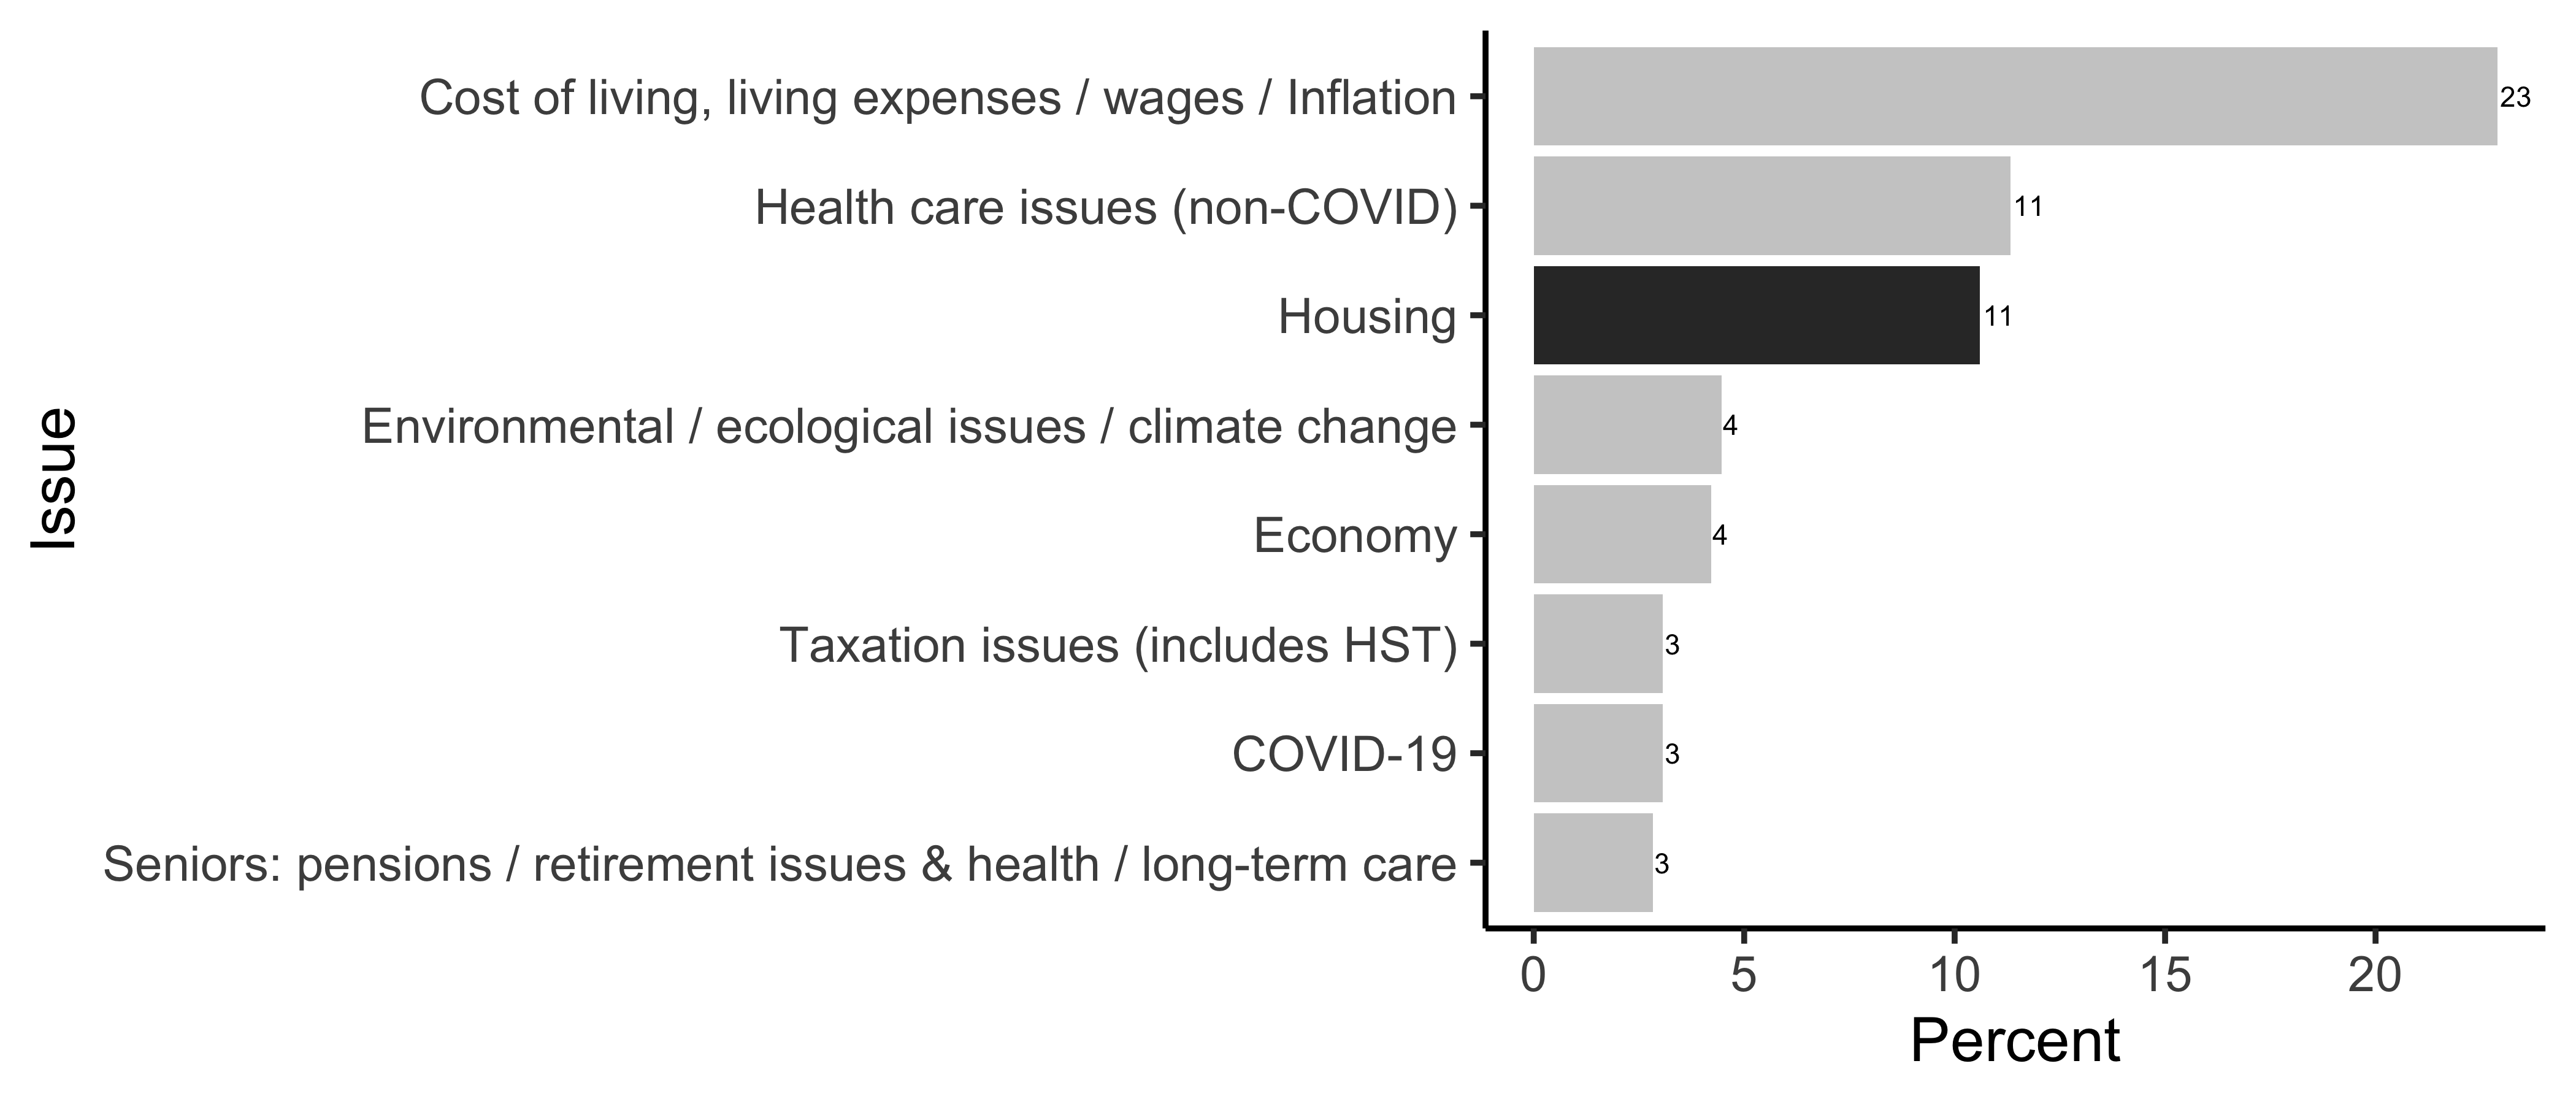 Issue
Cost of living, living expenses / wages / Inflation
23
Health care issues (non-COVID)
11
Housing
11
Environmental / ecological issues / climate change
4
Economy
4
Taxation issues (includes HST)
3
COVID-19
3
Seniors: pensions / retirement issues & health / long-term care
3
0 5 10 15 20
Percent